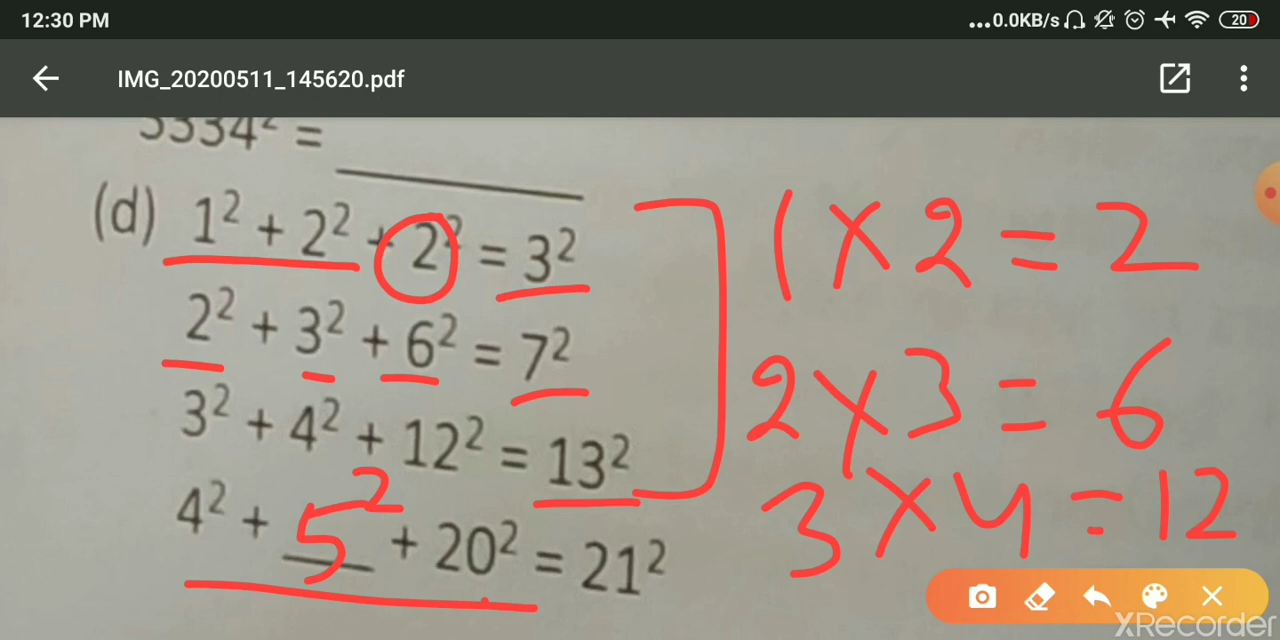 12:30 PM
...0.0KB/s 20
IMG_20200511_145620.pdf
3334² =
(d) 1² + 2² + 2² = 3²
1 × 2 = 2
2² + 3² + 6² = 7²
2 × 3 = 6
3² + 4² + 12² = 13²
3 × 4 = 12
4² + 5² + 20² = 21²
XRecorder